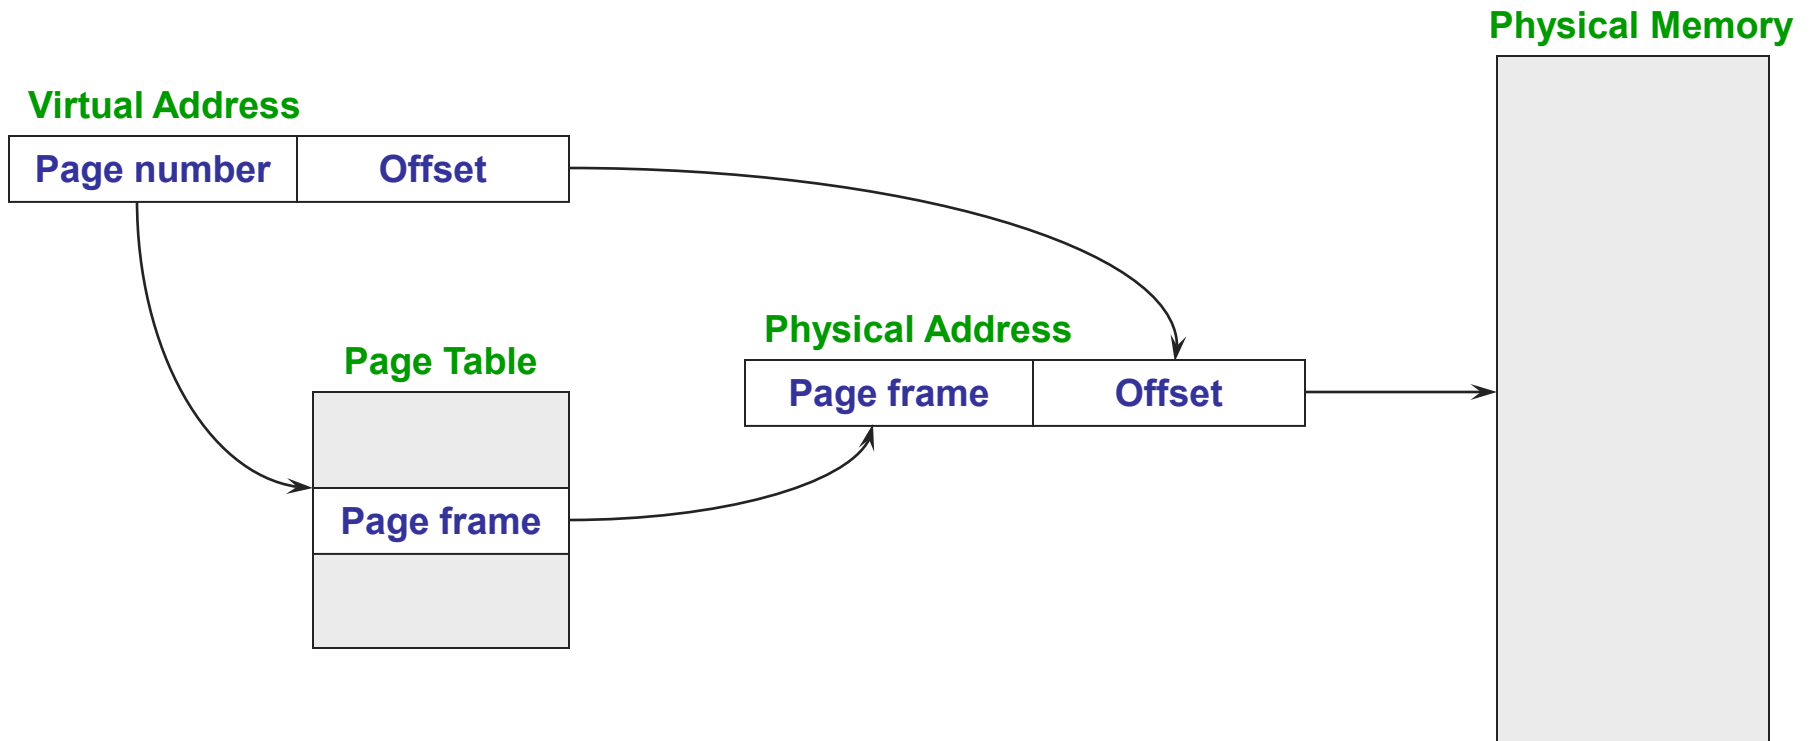 Physical Memory
Virtual Address
Page number
Offset
Physical Address
Page Table
Page frame
Offset
Page frame